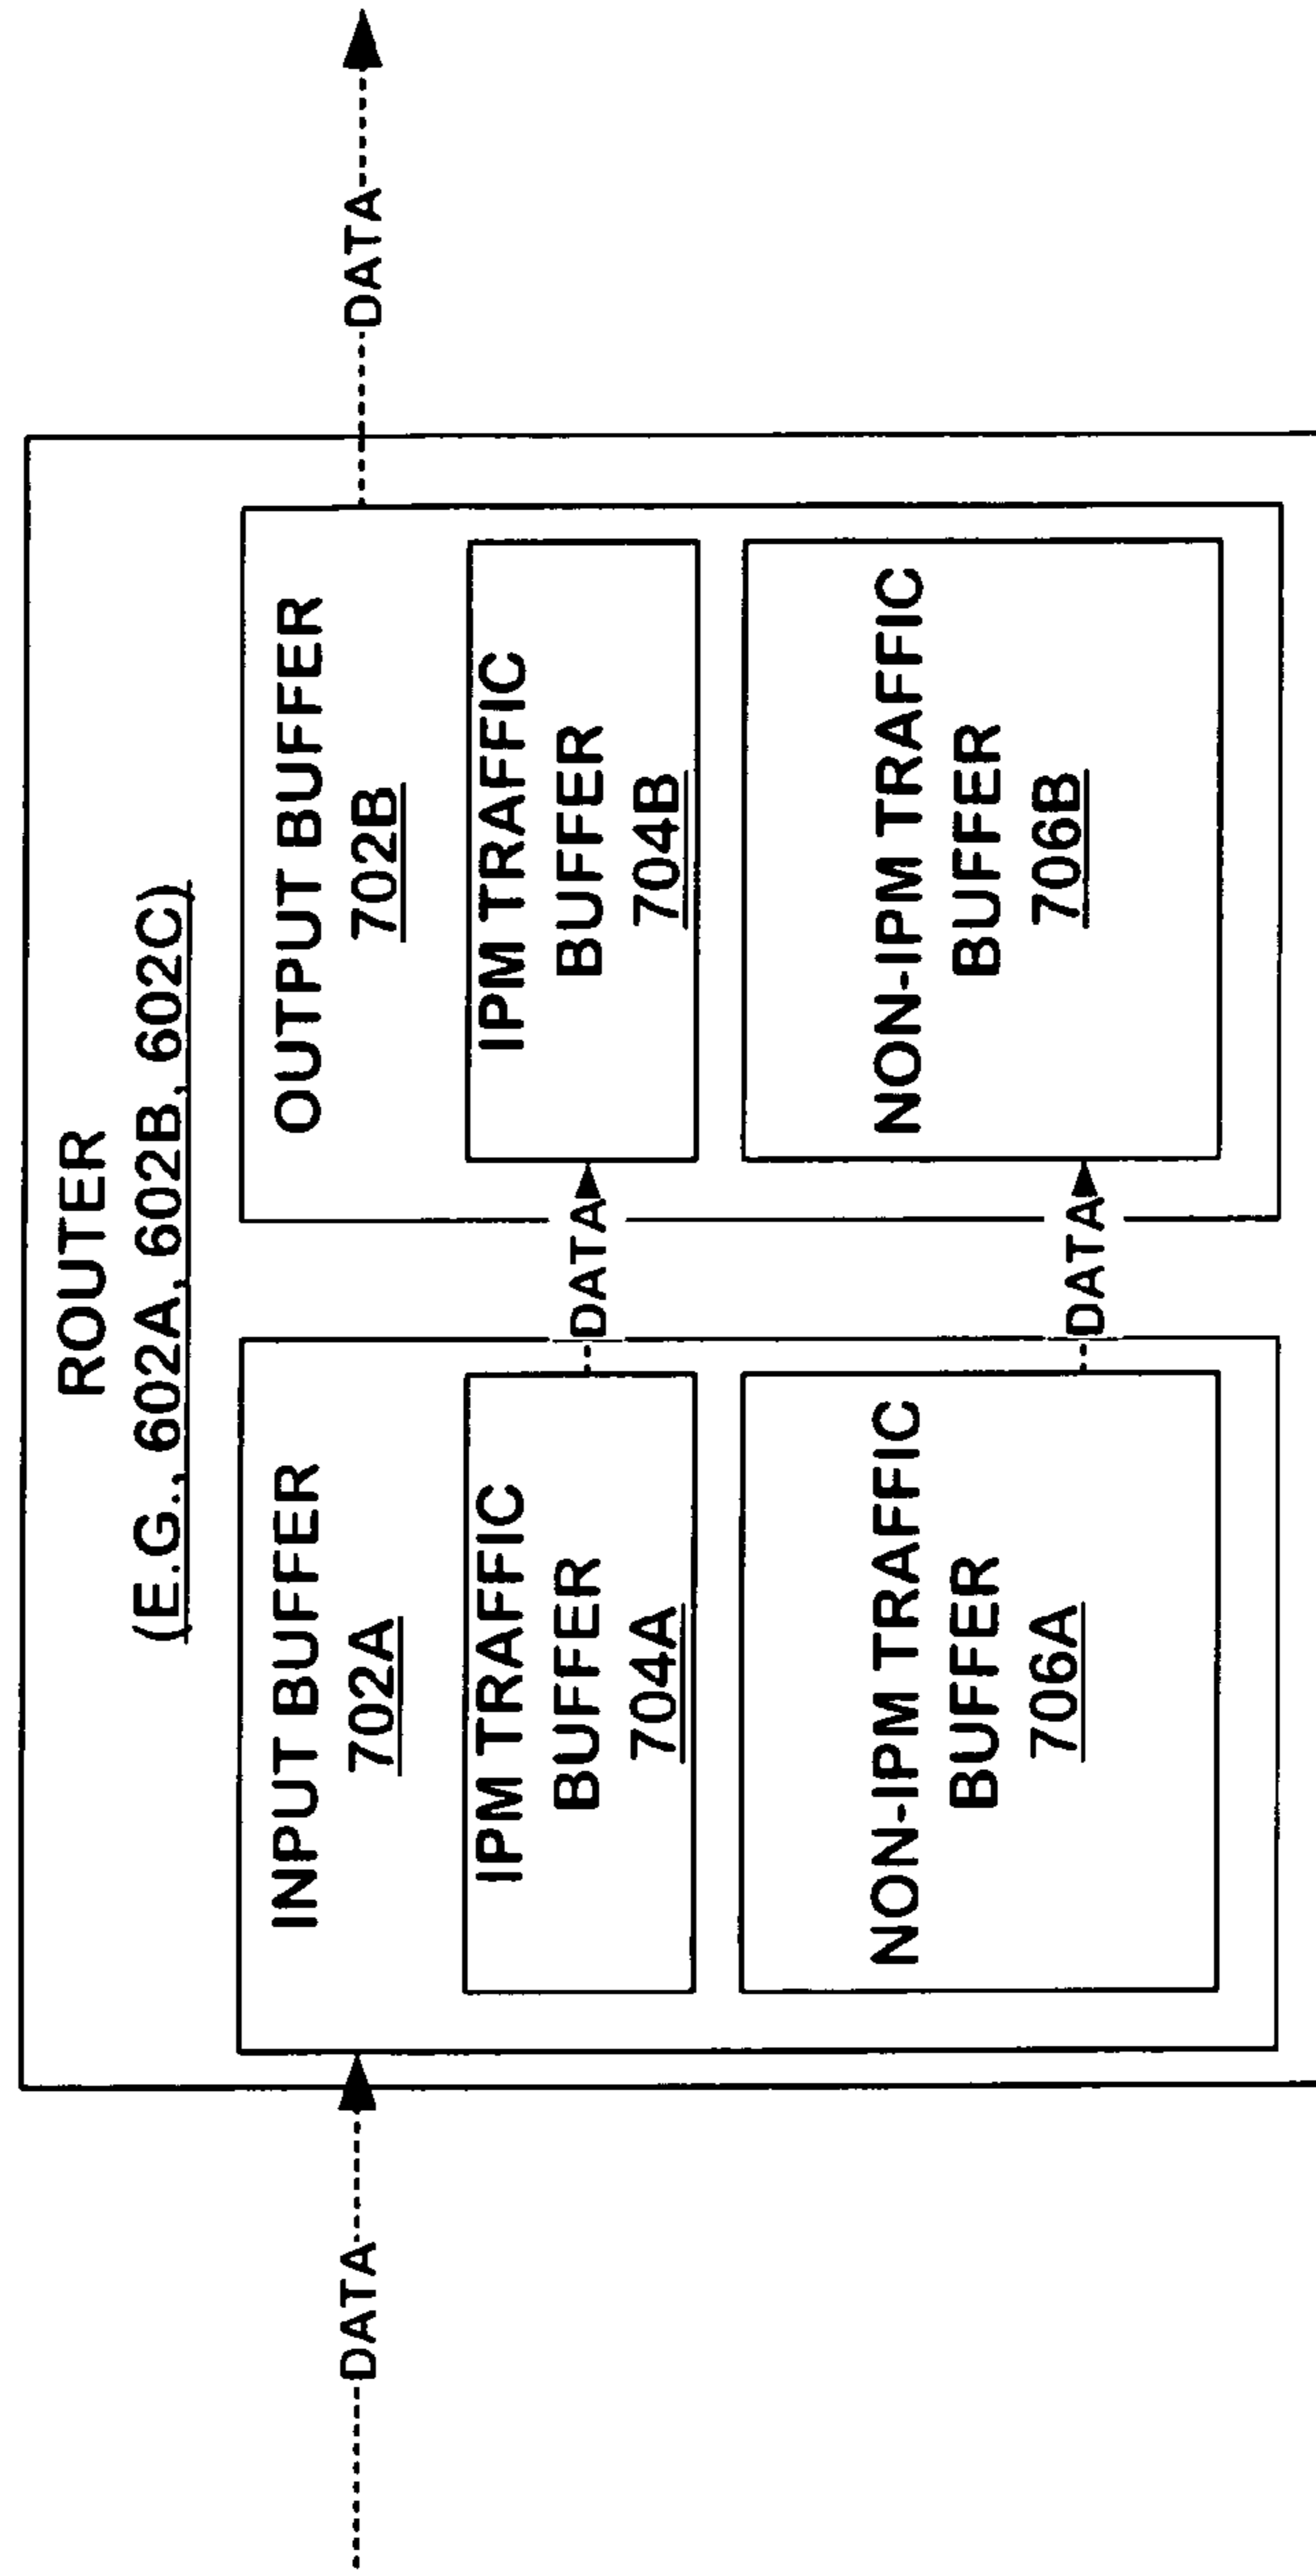 ROUTER
(E.G., 602A, 602B, 602C)
DATA
INPUT BUFFER
702A
IPM TRAFFIC
BUFFER
704A
NON-IPM TRAFFIC
BUFFER
706A
DATA
DATA
OUTPUT BUFFER
702B
IPM TRAFFIC
BUFFER
704B
NON-IPM TRAFFIC
BUFFER
706B
DATA